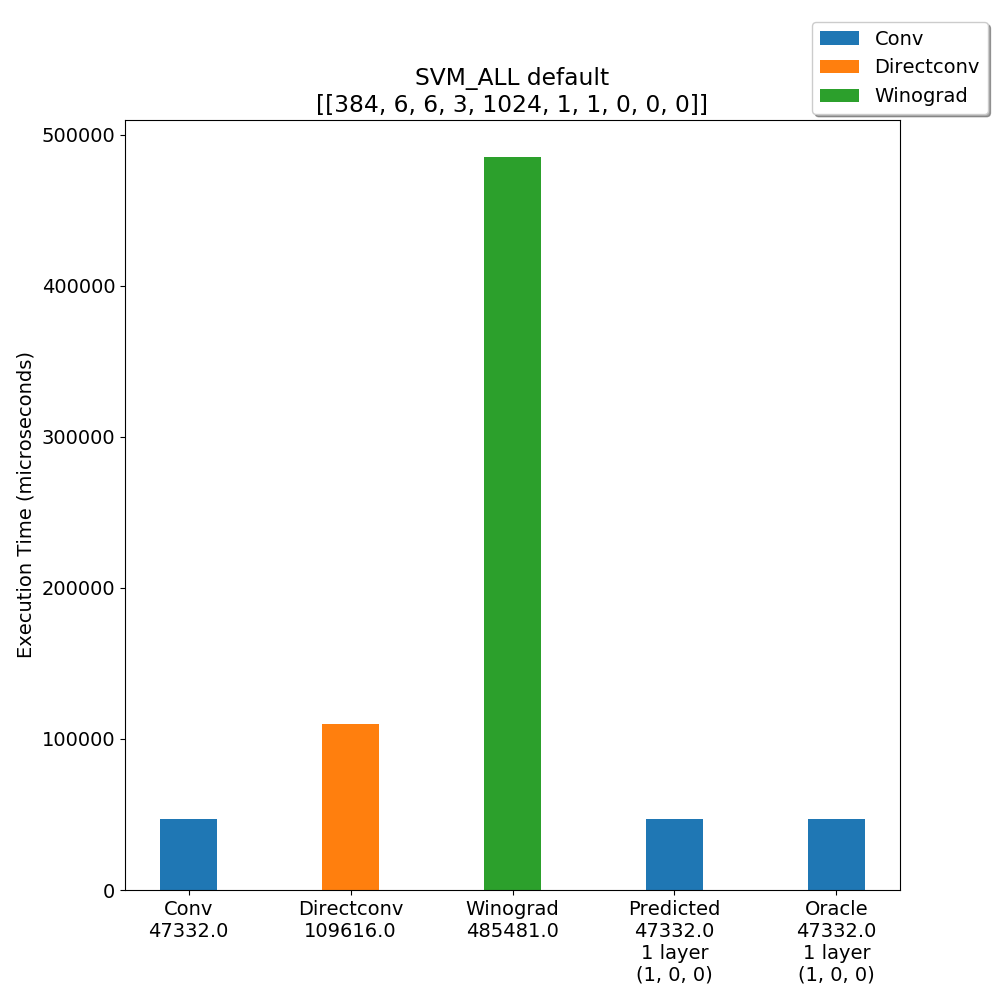 Conv
Directconv
Winograd
SVM_ALL default
[[384, 6, 6, 3, 1024, 1, 1, 0, 0, 0]]
Execution Time (microseconds)
500000
400000
300000
200000
100000
0
Conv
47332.0
Directconv
109616.0
Winograd
485481.0
Predicted
47332.0
1 layer
(1, 0, 0)
Oracle
47332.0
1 layer
(1, 0, 0)